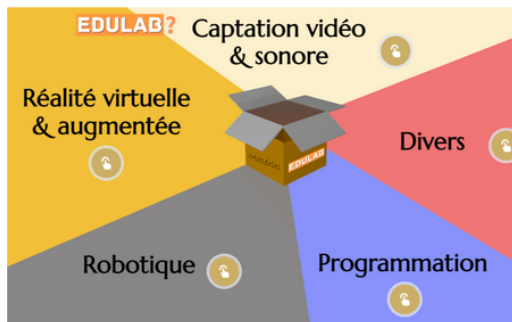 EDULAB?
Captation vidéo
& sonore
Réalité virtuelle
& augmentée
Divers
EDULAB
Robotique
Programmation